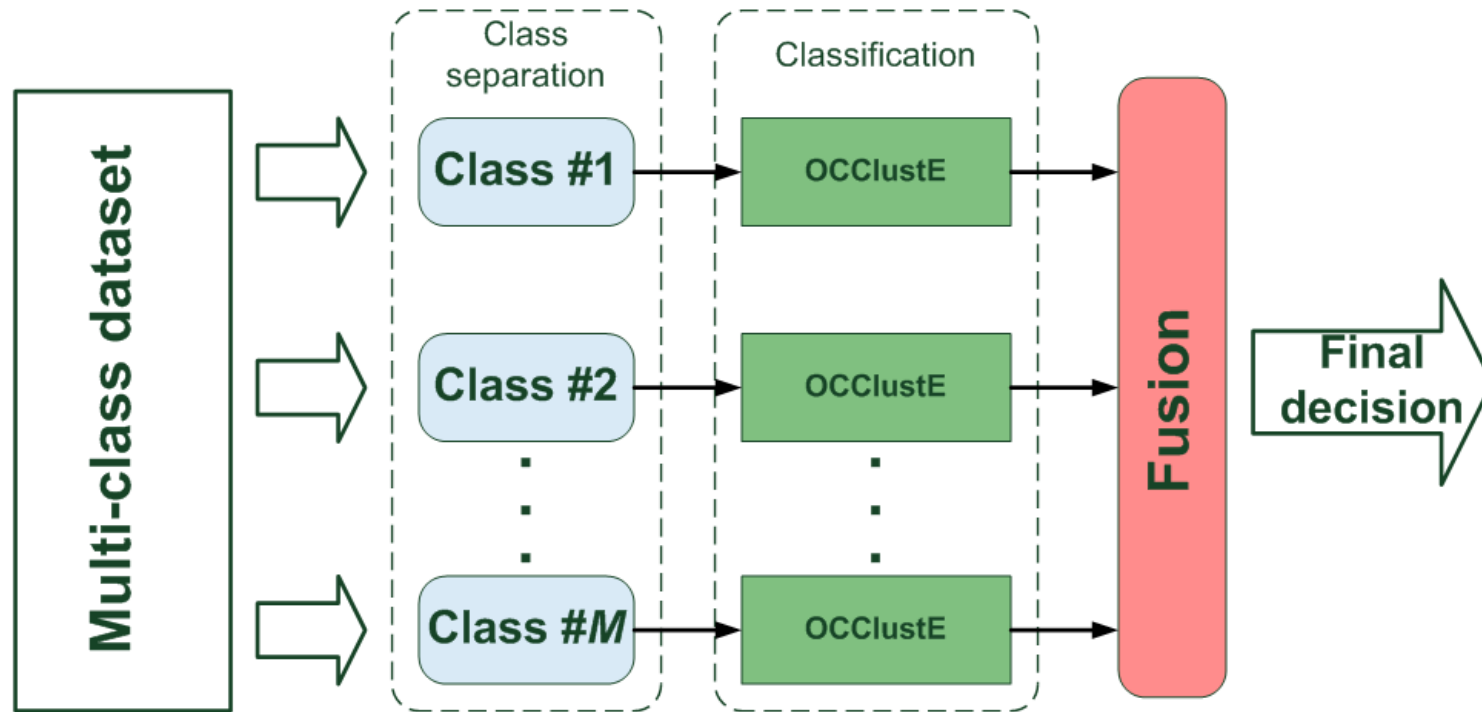 Multi-class dataset
Class
separation
Class #1
Class #2
Class #M
Classification
OCClustE
OCClustE
OCClustE
Fusion
Final
decision